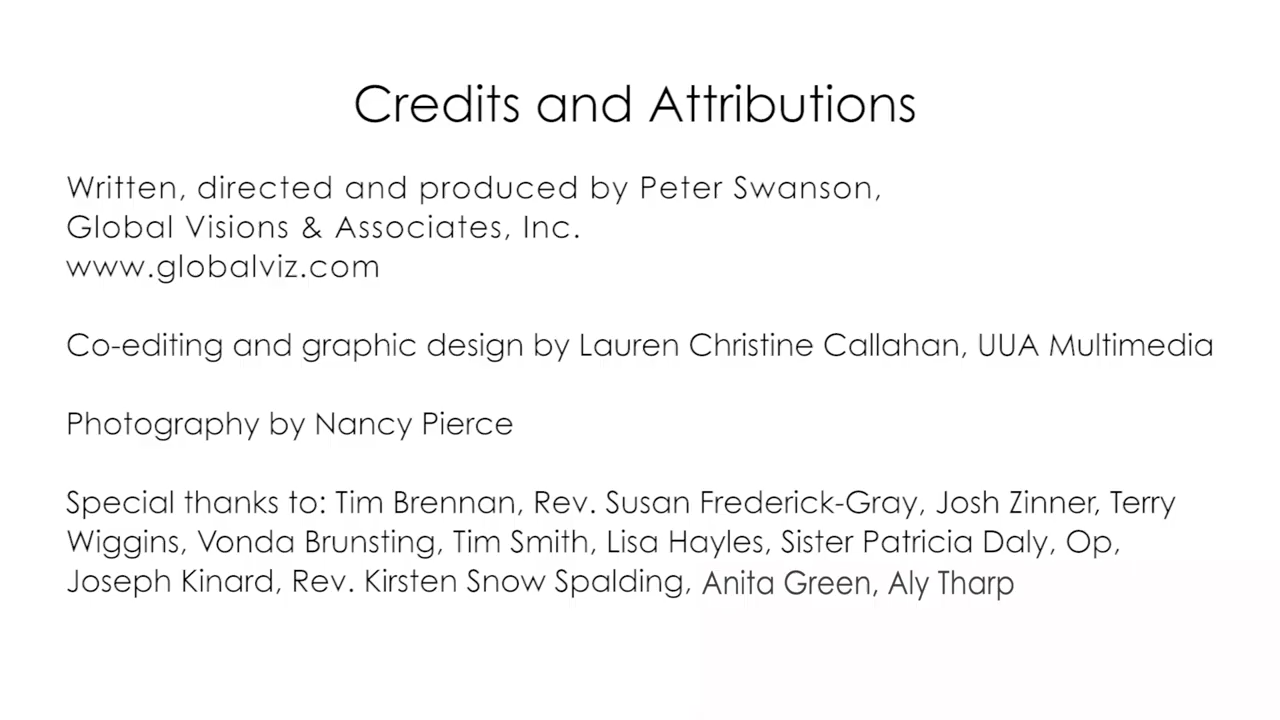 Credits and Attributions
Written, directed and produced by Peter Swanson,
Global Visions & Associates, Inc.
www.globalviz.com
Co-editing and graphic design by Lauren Christine Callahan, UUA Multimedia
Photography by Nancy Pierce
Special thanks to: Tim Brennan, Rev. Susan Frederick-Gray, Josh Zinner, Terry
Wiggins, Vonda Brunsting, Tim Smith, Lisa Hayles, Sister Patricia Daly, Op,
Joseph Kinard, Rev. Kirsten Snow Spalding, Anita Green, Aly Tharp